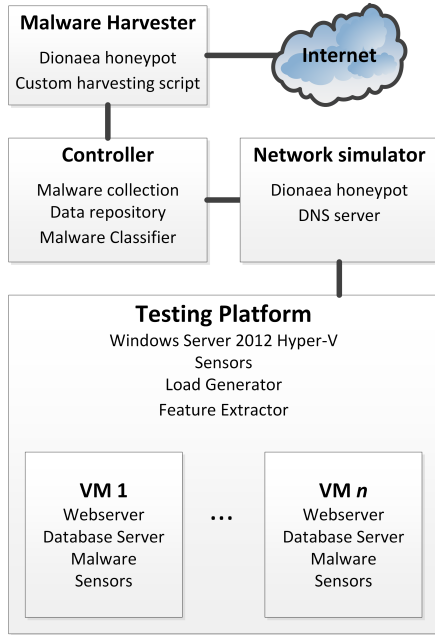 Malware Harvester
Dionaea honeypot
Custom harvesting script
Internet
Controller
Malware collection
Data repository
Malware Classifier
Network simulator
Dionaea honeypot
DNS server
Testing Platform
Windows Server 2012 Hyper-V
Sensors
Load Generator
Feature Extractor
VM 1
Webserver
Database Server
Malware
Sensors
...
VM n
Webserver
Database Server
Malware
Sensors